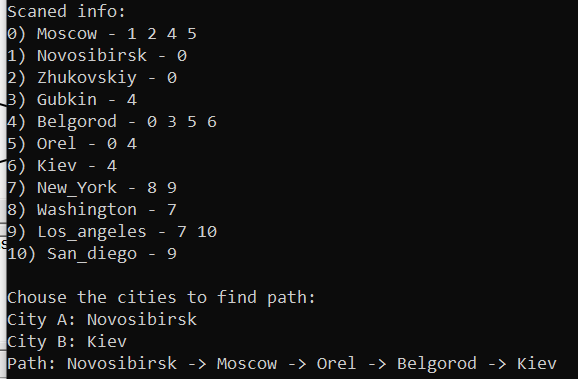 Scaned info:
0) Moscow - 1 2 4 5
1) Novosibirsk - 0
2) Zhukovskiy - 0
3) Gubkin - 4
4) Belgorod - 0 3 5 6
5) Orel - 0 4
6) Kiev - 4
7) New_York - 8 9
8) Washington - 7
9) Los_angeles - 7 10
10) San_diego - 9
Chouse the cities to find path:
City A: Novosibirsk
City B: Kiev
Path: Novosibirsk -> Moscow -> Orel -> Belgorod -> Kiev